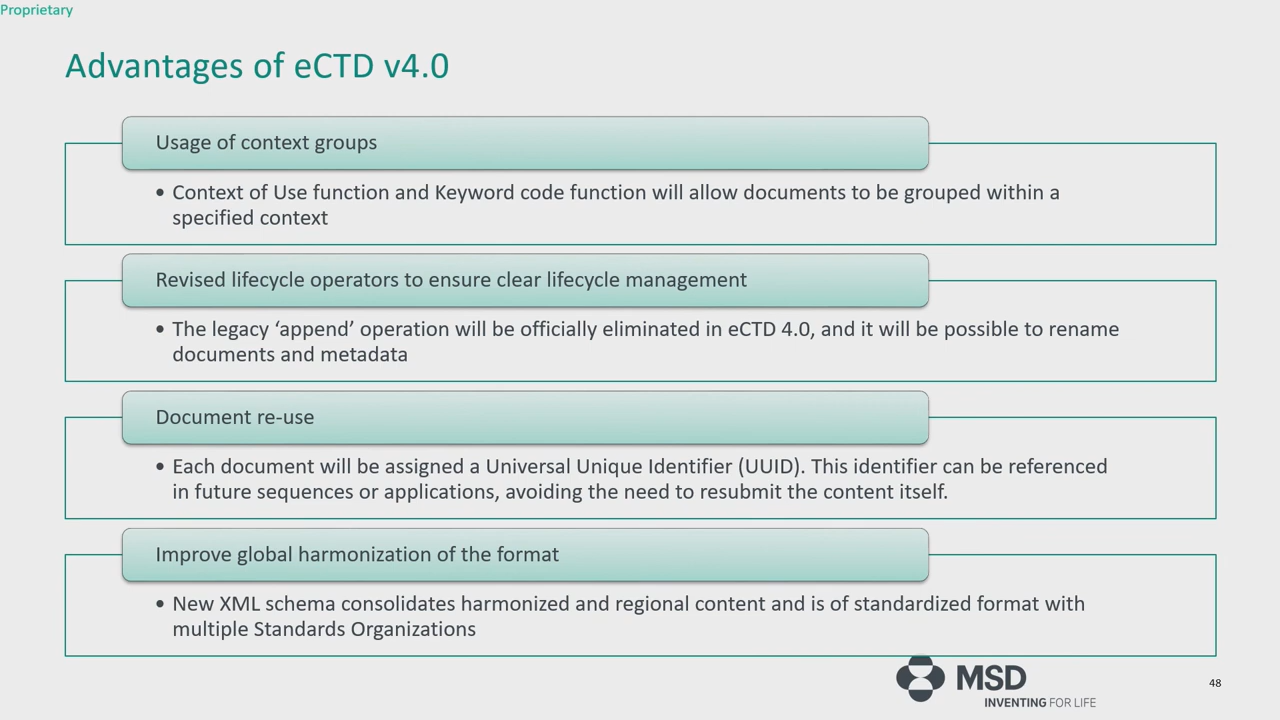 Proprietary
Advantages of eCTD v4.0
Usage of context groups
• Context of Use function and Keyword code function will allow documents to be grouped within a
specified context
Revised lifecycle operators to ensure clear lifecycle management
• The legacy ‘append’ operation will be officially eliminated in eCTD 4.0, and it will be possible to rename
documents and metadata
Document re-use
• Each document will be assigned a Universal Unique Identifier (UUID). This identifier can be referenced
in future sequences or applications, avoiding the need to resubmit the content itself.
Improve global harmonization of the format
• New XML schema consolidates harmonized and regional content and is of standardized format with
multiple Standards Organizations
MSD
INVENTING FOR LIFE
48